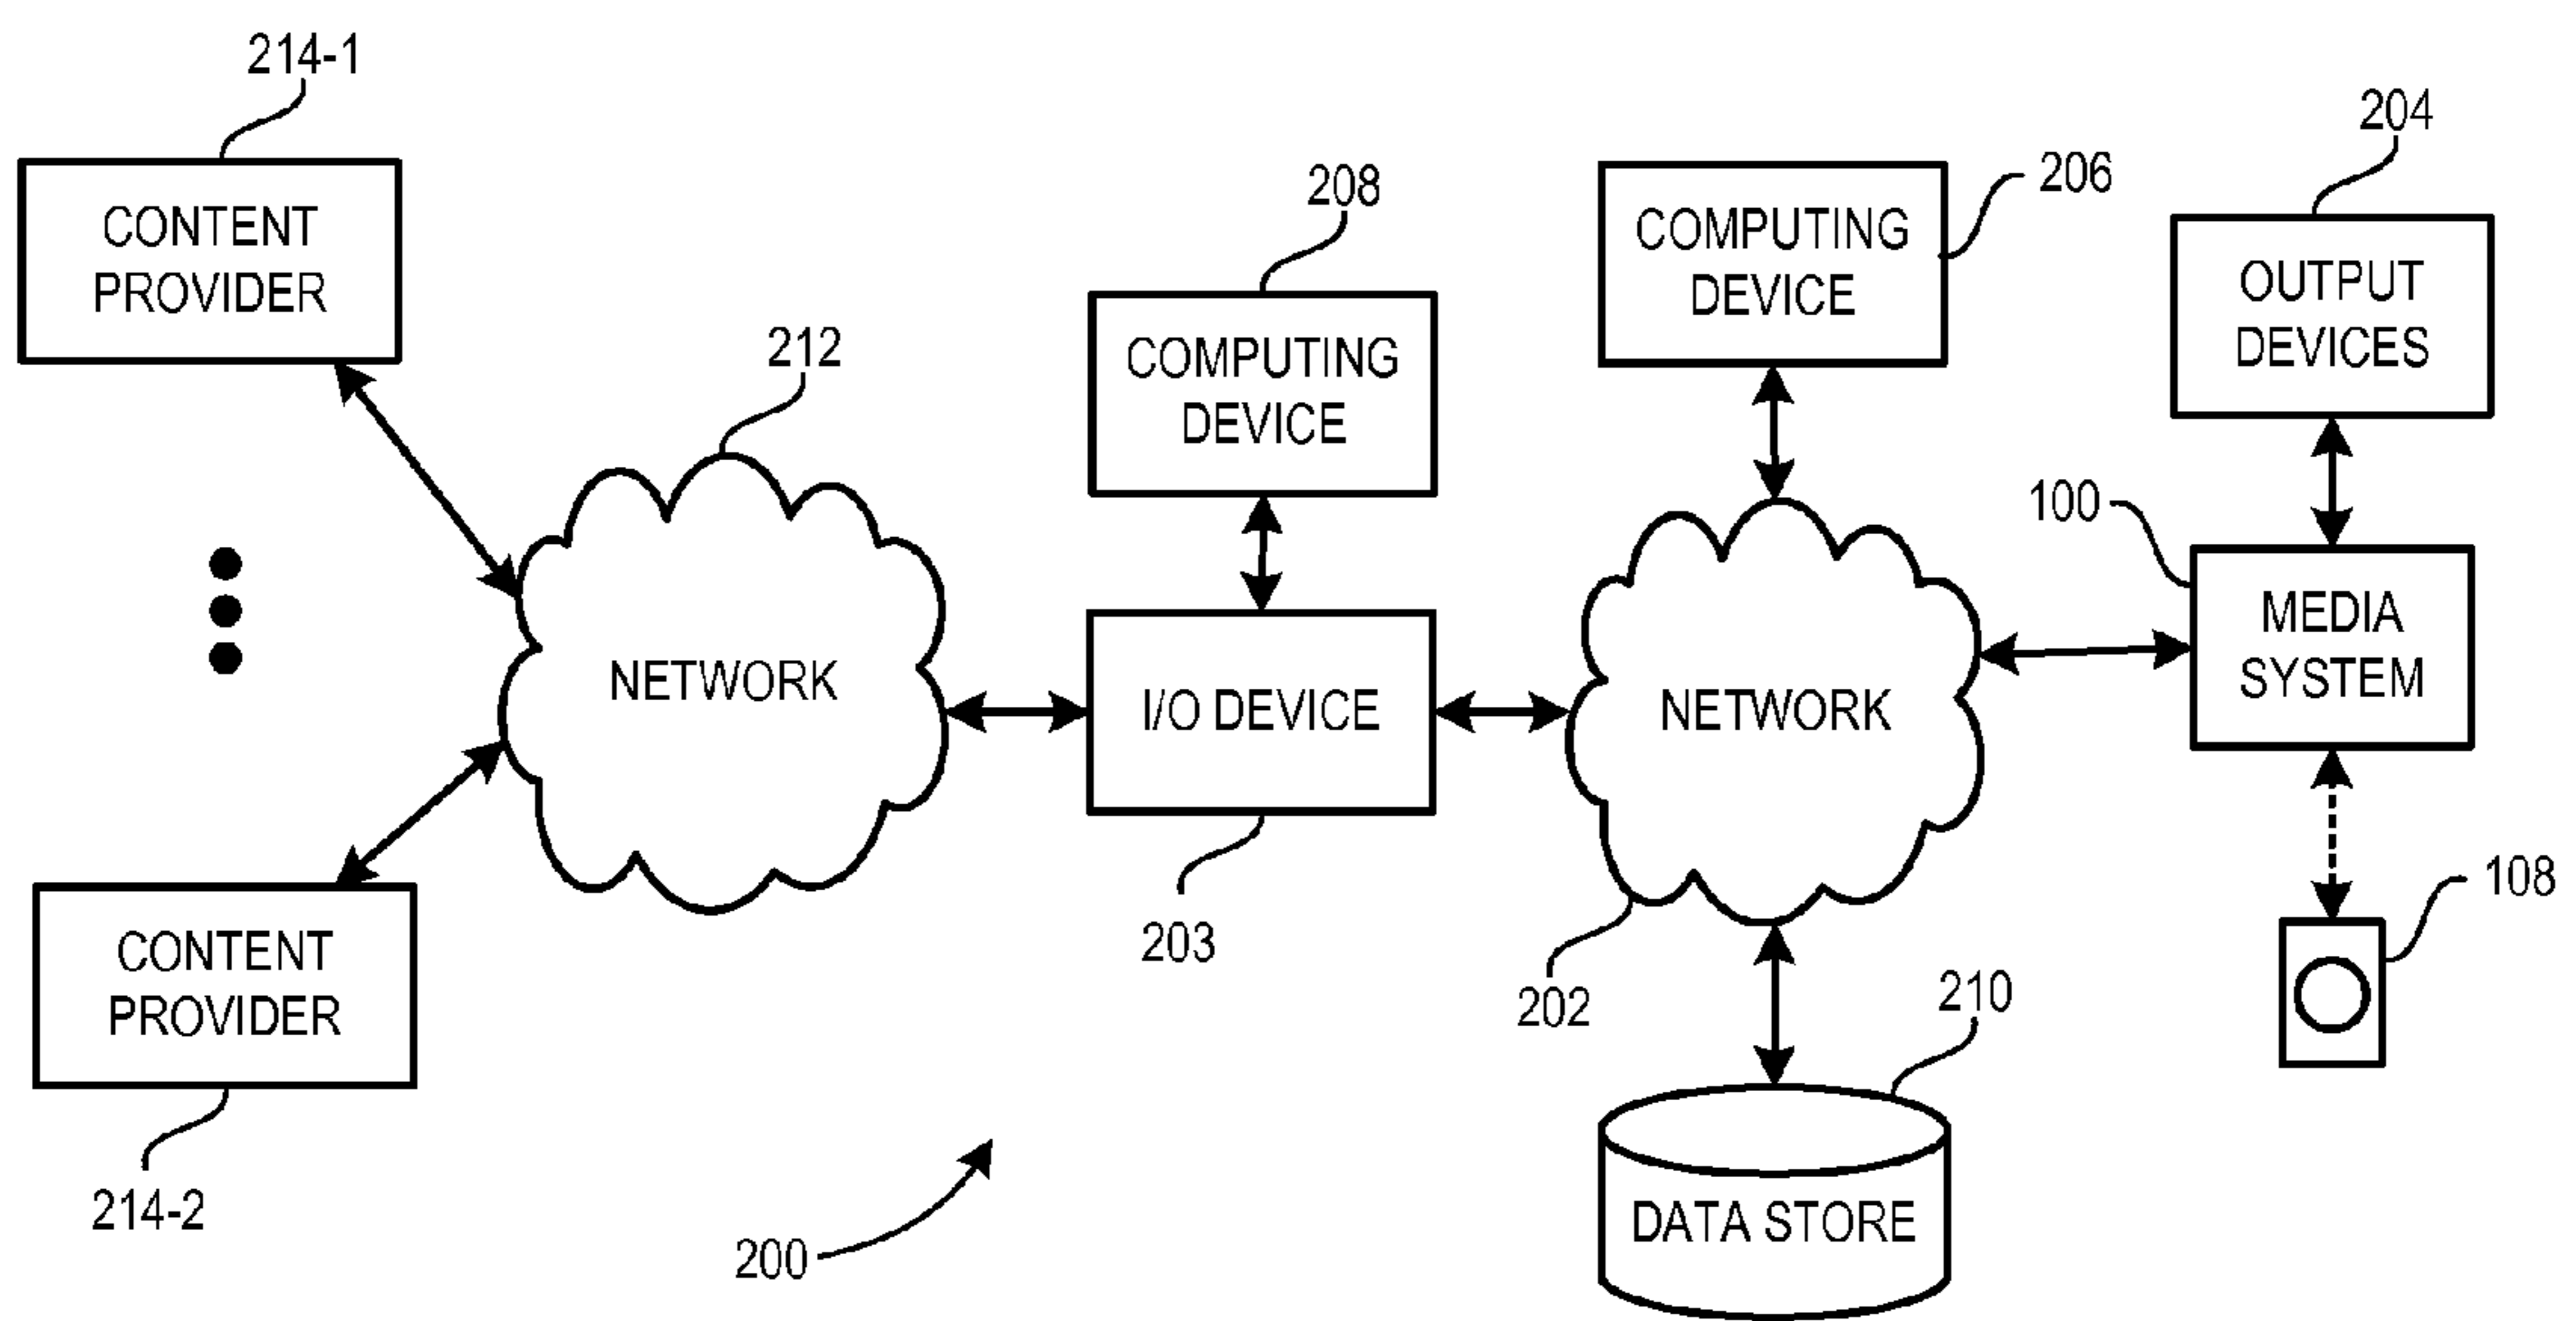 214-1
CONTENT
PROVIDER
212
208
COMPUTING
DEVICE
206
COMPUTING
DEVICE
204
OUTPUT
DEVICES
100
MEDIA
SYSTEM
NETWORK
I/O DEVICE
NETWORK
203
202
108
CONTENT
PROVIDER
214-2
210
DATA STORE
200